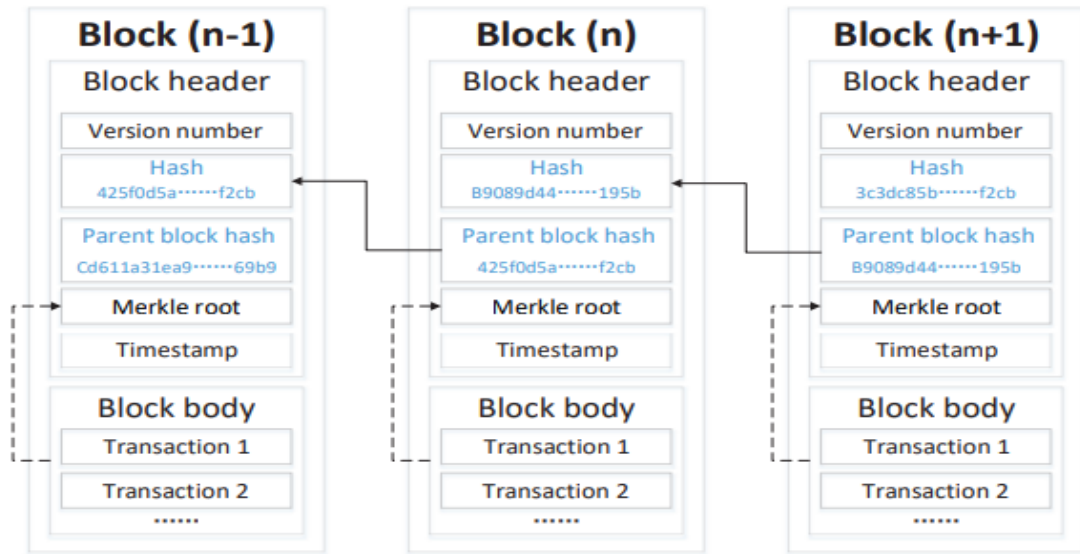 Block (n-1)
Block header
Version number
Hash
425f0d5a······f2cb
Parent block hash
Cd611a31ea9······69b9
Merkle root
Timestamp
Block body
Transaction 1
Transaction 2
······
Block (n)
Block header
Version number
Hash
B9089d44······195b
Parent block hash
425f0d5a······f2cb
Merkle root
Timestamp
Block body
Transaction 1
Transaction 2
······
Block (n+1)
Block header
Version number
Hash
3c3dc85b······f2cb
Parent block hash
B9089d44······195b
Merkle root
Timestamp
Block body
Transaction 1
Transaction 2
······